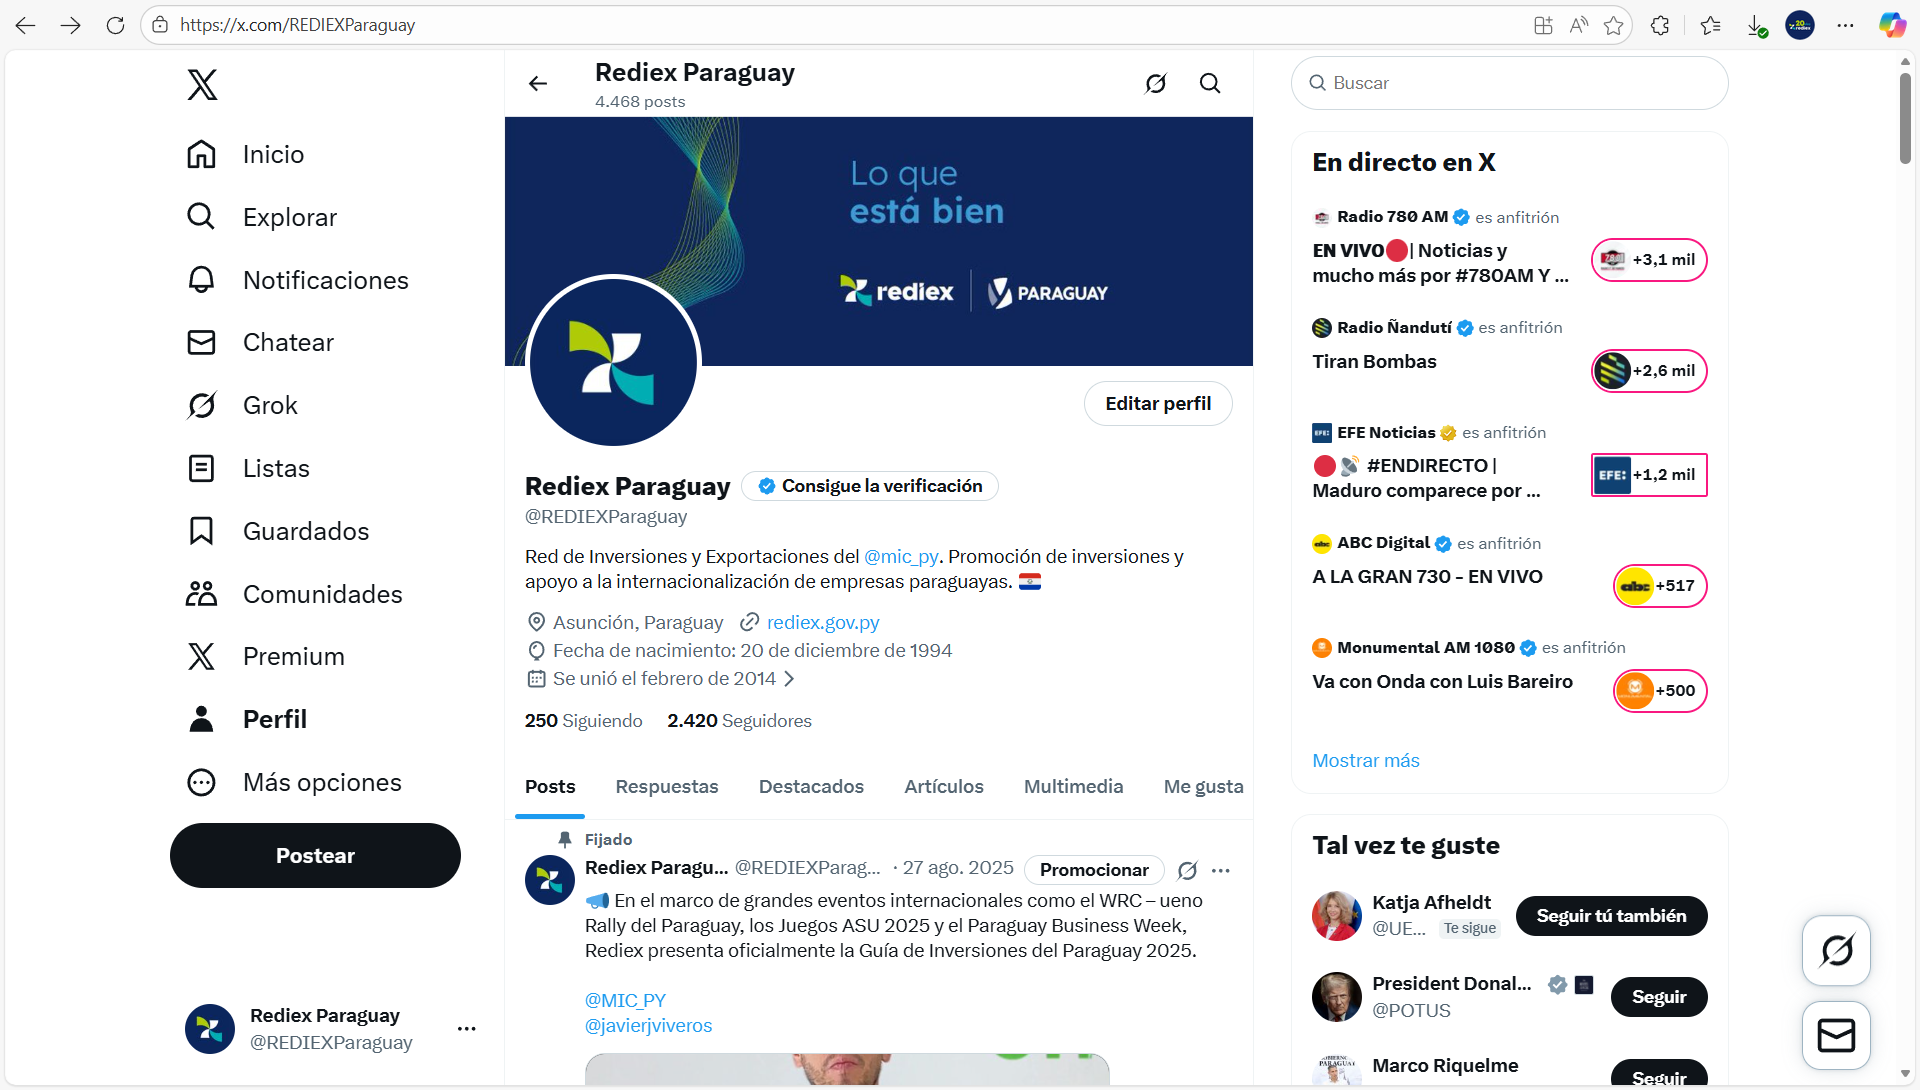 https://x.com/REDIEXParaguay
Inicio
Explorar
Notificaciones
Chatear
Grok
Listas
Guardados
Comunidades
Premium
Perfil
Más opciones
Postear
Rediex Paraguay
@REDIEXParaguay
Rediex Paraguay
4.468 posts
Lo que
está bien
rediex
PARAGUAY
Editar perfil
Rediex Paraguay
Consigue la verificación
@REDIEXParaguay
Red de Inversiones y Exportaciones del @mic_py. Promoción de inversiones y
apoyo a la internacionalización de empresas paraguayas.
Asunción, Paraguay rediex.gov.py
Fecha de nacimiento: 20 de diciembre de 1994
Se unió el febrero de 2014
250 Siguiendo 2.420 Seguidores
Posts Respuestas Destacados Artículos Multimedia Me gusta
Fijado
Rediex Paragu... @REDIEXParag... · 27 ago. 2025 Promocionar
En el marco de grandes eventos internacionales como el WRC – ueno
Rally del Paraguay, los Juegos ASU 2025 y el Paraguay Business Week,
Rediex presenta oficialmente la Guía de Inversiones del Paraguay 2025.
@MIC_PY
@javierjviveros
Buscar
En directo en X
Radio 780 AM es anfitrión
EN VIVO🔴| Noticias y
mucho más por #780AM Y ...
+3,1 mil
Radio Ñandutí es anfitrión
Tiran Bombas
+2,6 mil
EFE Noticias es anfitrión
#ENDIRECTO |
Maduro comparece por ...
EFE: +1,2 mil
ABC Digital es anfitrión
A LA GRAN 730 - EN VIVO
abc +517
Monumental AM 1080 es anfitrión
Va con Onda con Luis Bareiro
+500
Mostrar más
Tal vez te guste
Katja Afheldt
@UE... Te sigue
Seguir tú también
President Donal...
@POTUS
Seguir
Marco Riquelme
Seguir